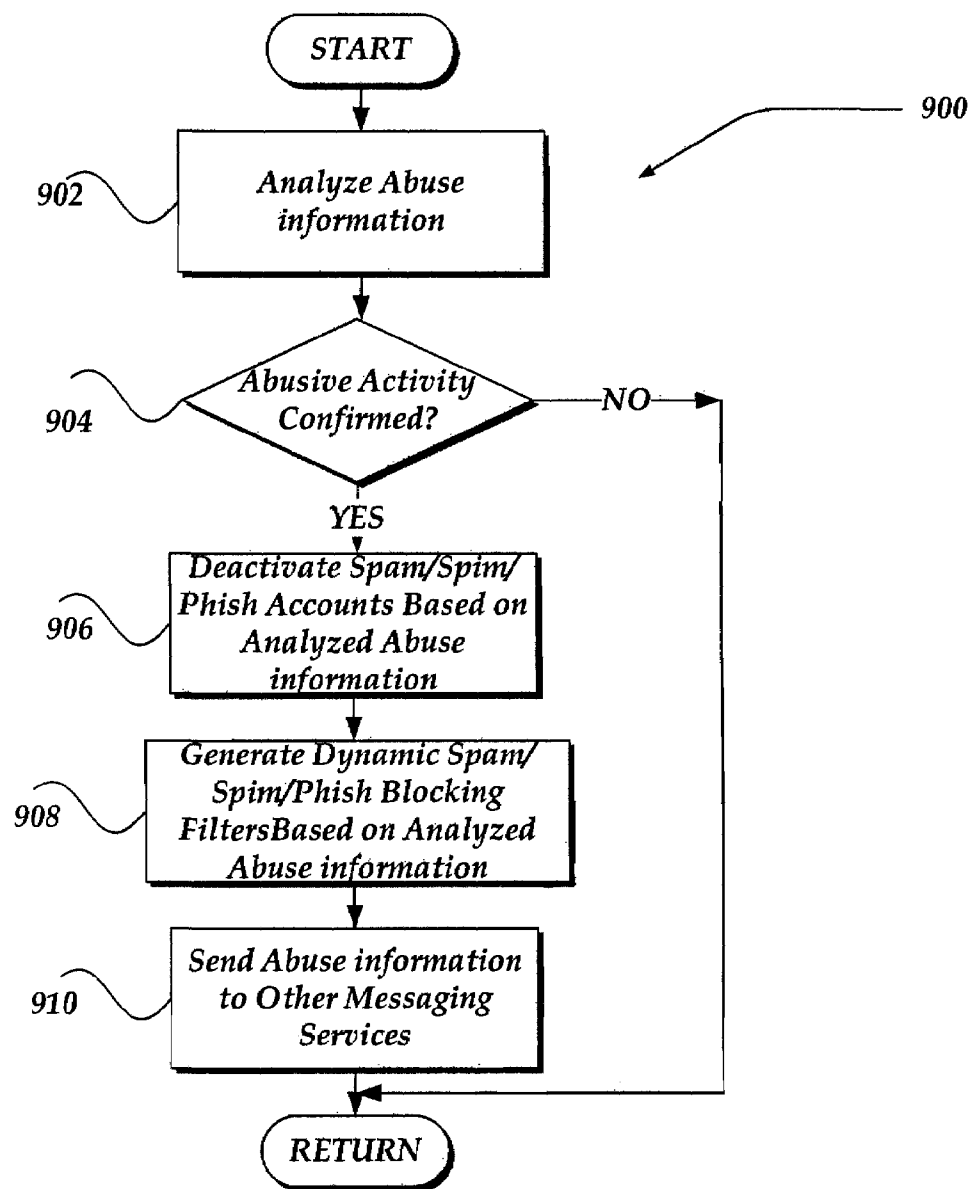 START
900
902
Analyze Abuse
information
904
Abusive Activity
Confirmed?
NO
YES
906
Deactivate Spam/Spim/
Phish Accounts Based on
Analyzed Abuse
information
908
Generate Dynamic Spam/
Spim/Phish Blocking
FiltersBased on Analyzed
Abuse information
910
Send Abuse information
to Other Messaging
Services
RETURN